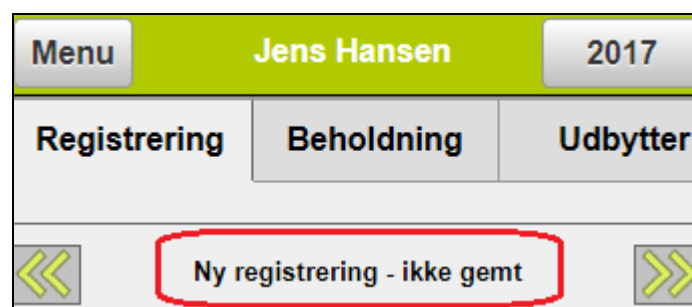 Menu Jens Hansen 2017
Registrering Beholdning Udbytter
Ny registrering - ikke gemt